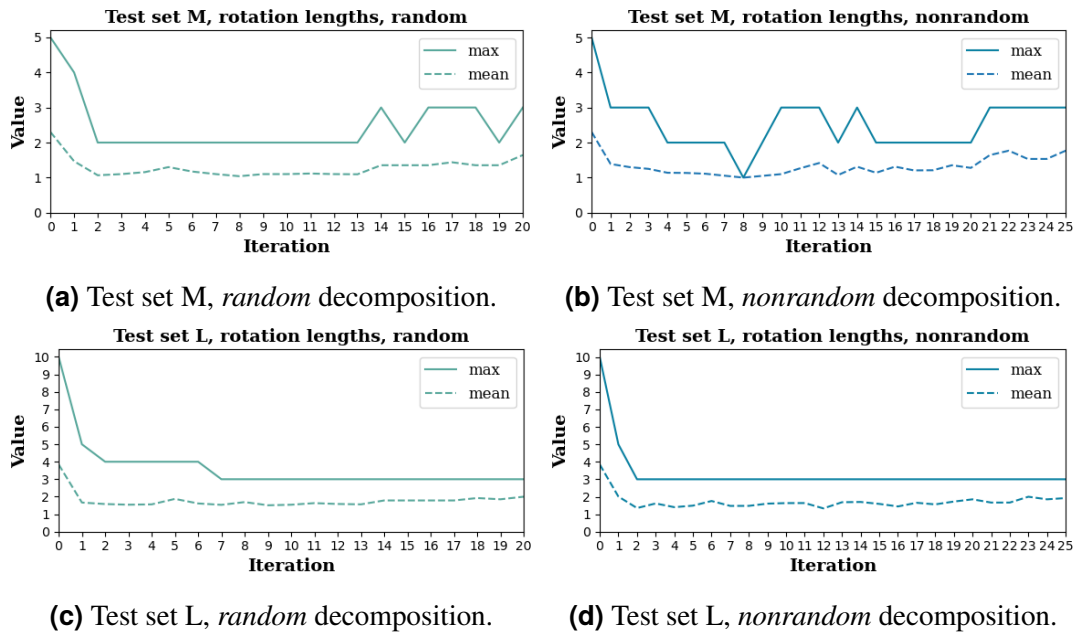 Test set M, rotation lengths, random
5
4
3
2
1
0
Value
max
mean
0 1 2 3 4 5 6 7 8 9 10 11 12 13 14 15 16 17 18 19 20
Iteration
(a) Test set M, random decomposition.
Test set M, rotation lengths, nonrandom
5
4
3
2
1
0
Value
max
mean
0 1 2 3 4 5 6 7 8 9 10 11 12 13 14 15 16 17 18 19 20 21 22 23 24 25
Iteration
(b) Test set M, nonrandom decomposition.
Test set L, rotation lengths, random
10
9
8
7
6
5
4
3
2
1
0
Value
max
mean
0 1 2 3 4 5 6 7 8 9 10 11 12 13 14 15 16 17 18 19 20
Iteration
(c) Test set L, random decomposition.
Test set L, rotation lengths, nonrandom
10
9
8
7
6
5
4
3
2
1
0
Value
max
mean
0 1 2 3 4 5 6 7 8 9 10 11 12 13 14 15 16 17 18 19 20 21 22 23 24 25
Iteration
(d) Test set L, nonrandom decomposition.